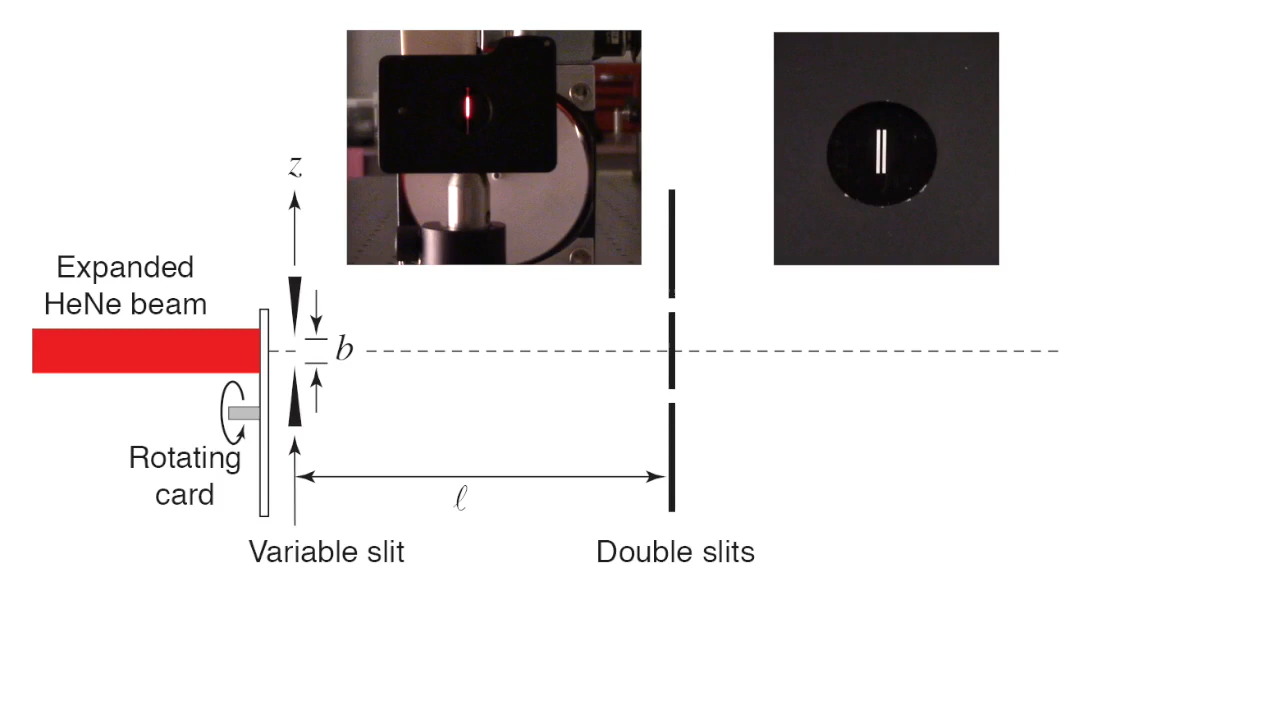 z
Expanded
HeNe beam
b
Rotating
card
ℓ
Variable slit
Double slits